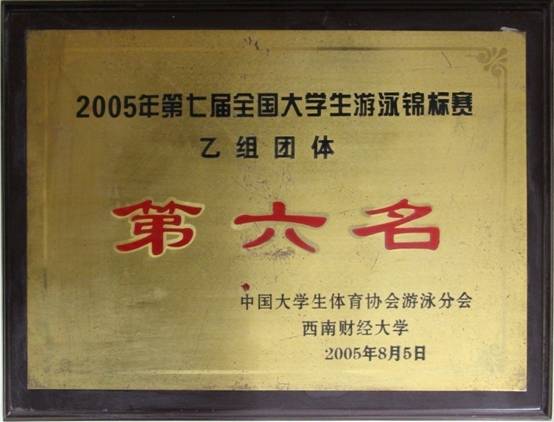 2005年第七届全国大学生游泳锦标赛
乙组团体
第六名
中国大学生体育协会游泳分会
西南财经大学
2005年8月5日